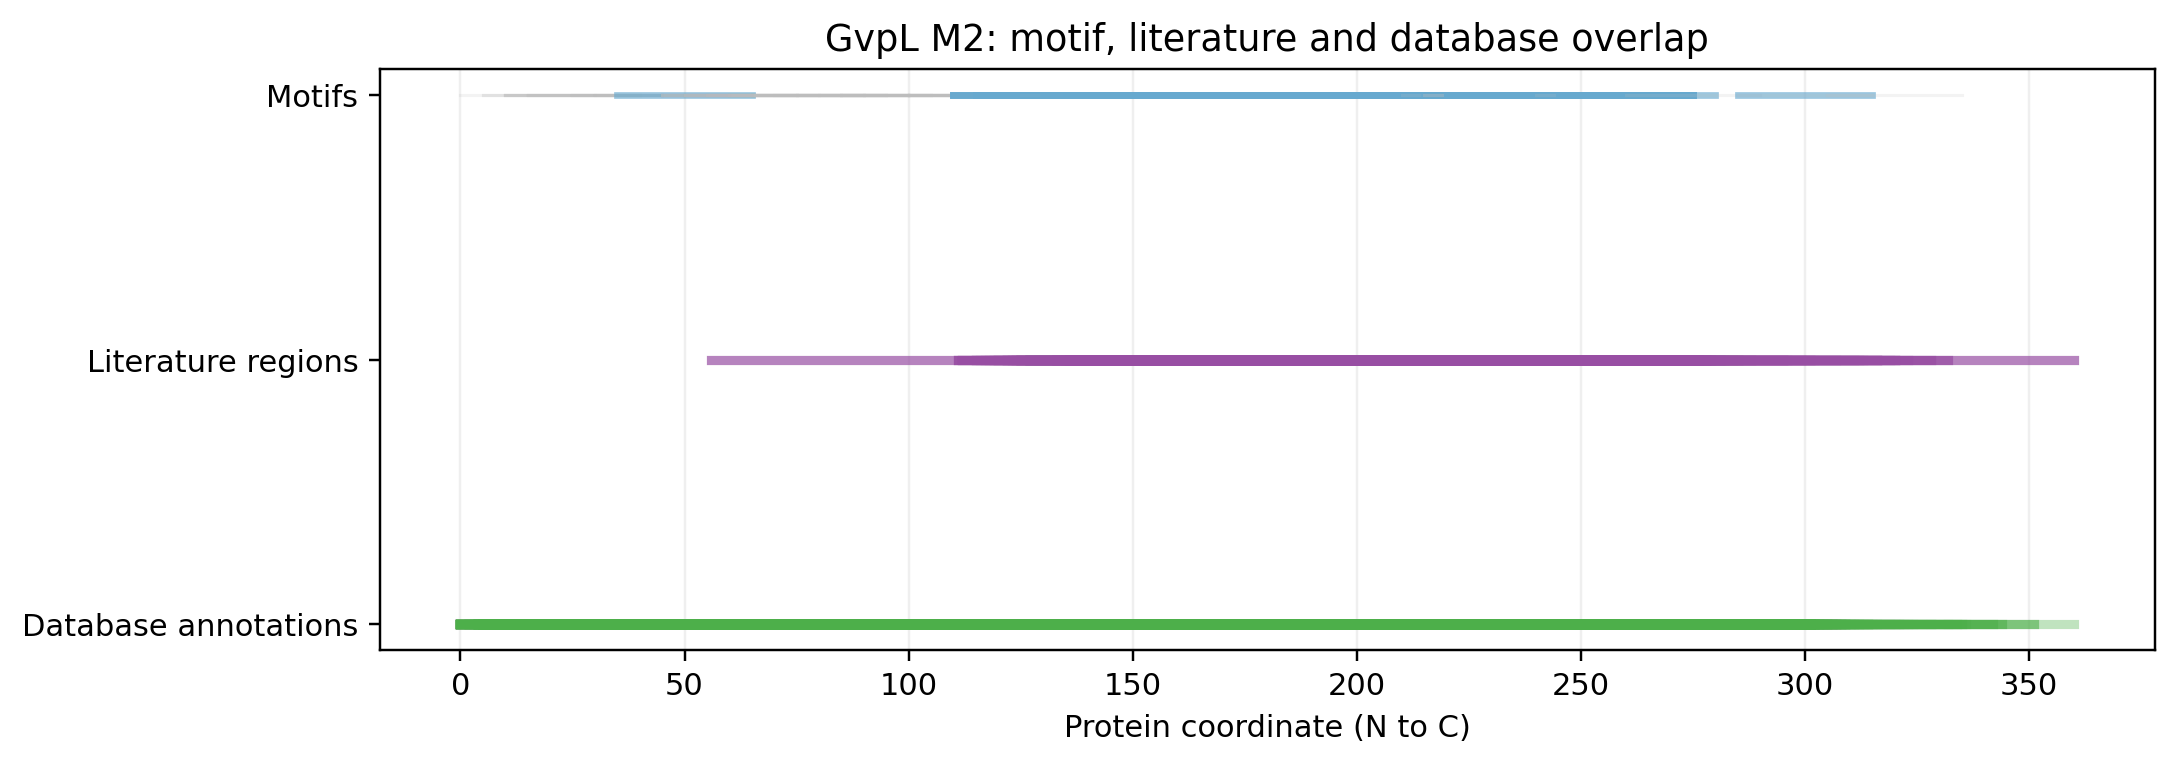 GvpL M2: motif, literature and database overlap
Motifs
Literature regions
Database annotations
0 50 100 150 200 250 300 350
Protein coordinate (N to C)